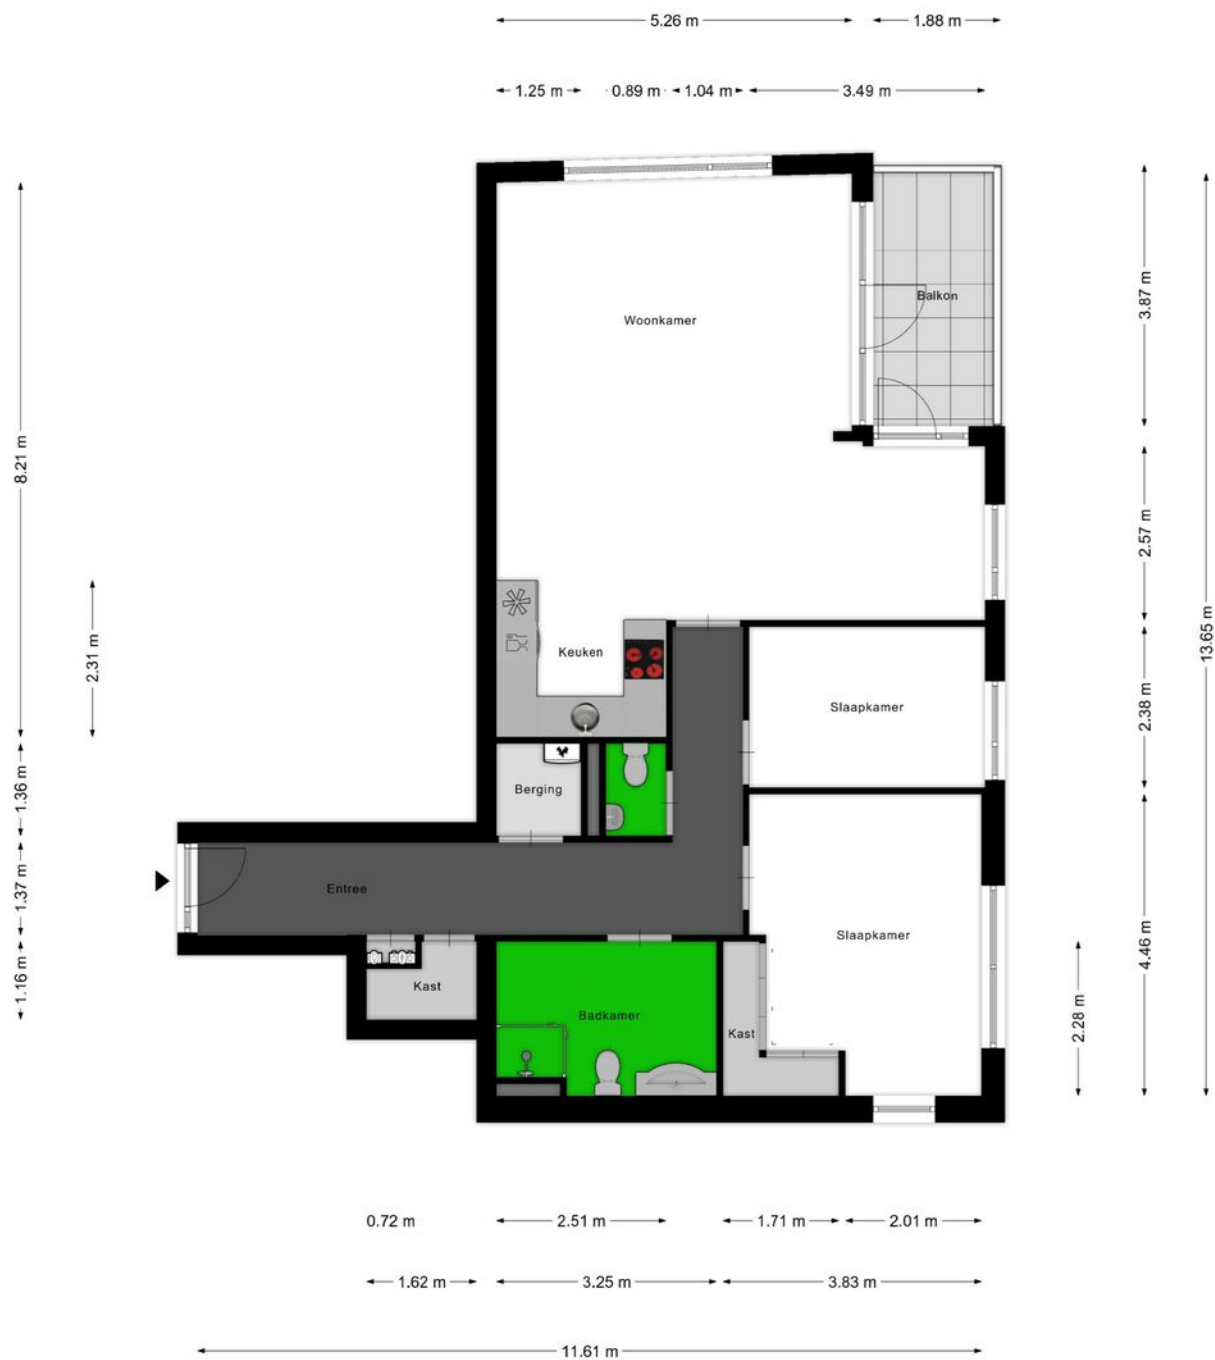 5.26 m
1.88 m
1.25 m
0.89 m
1.04 m
3.49 m
Woonkamer
Balkon
3.87 m
13.65 m
8.21 m
2.57 m
2.31 m
Keuken
Slaapkamer
2.38 m
1.36 m
Berging
1.37 m
Entree
Slaapkamer
4.46 m
1.16 m
Kast
Badkamer
Kast
2.28 m
0.72 m
2.51 m
1.71 m
2.01 m
1.62 m
3.25 m
3.83 m
11.61 m